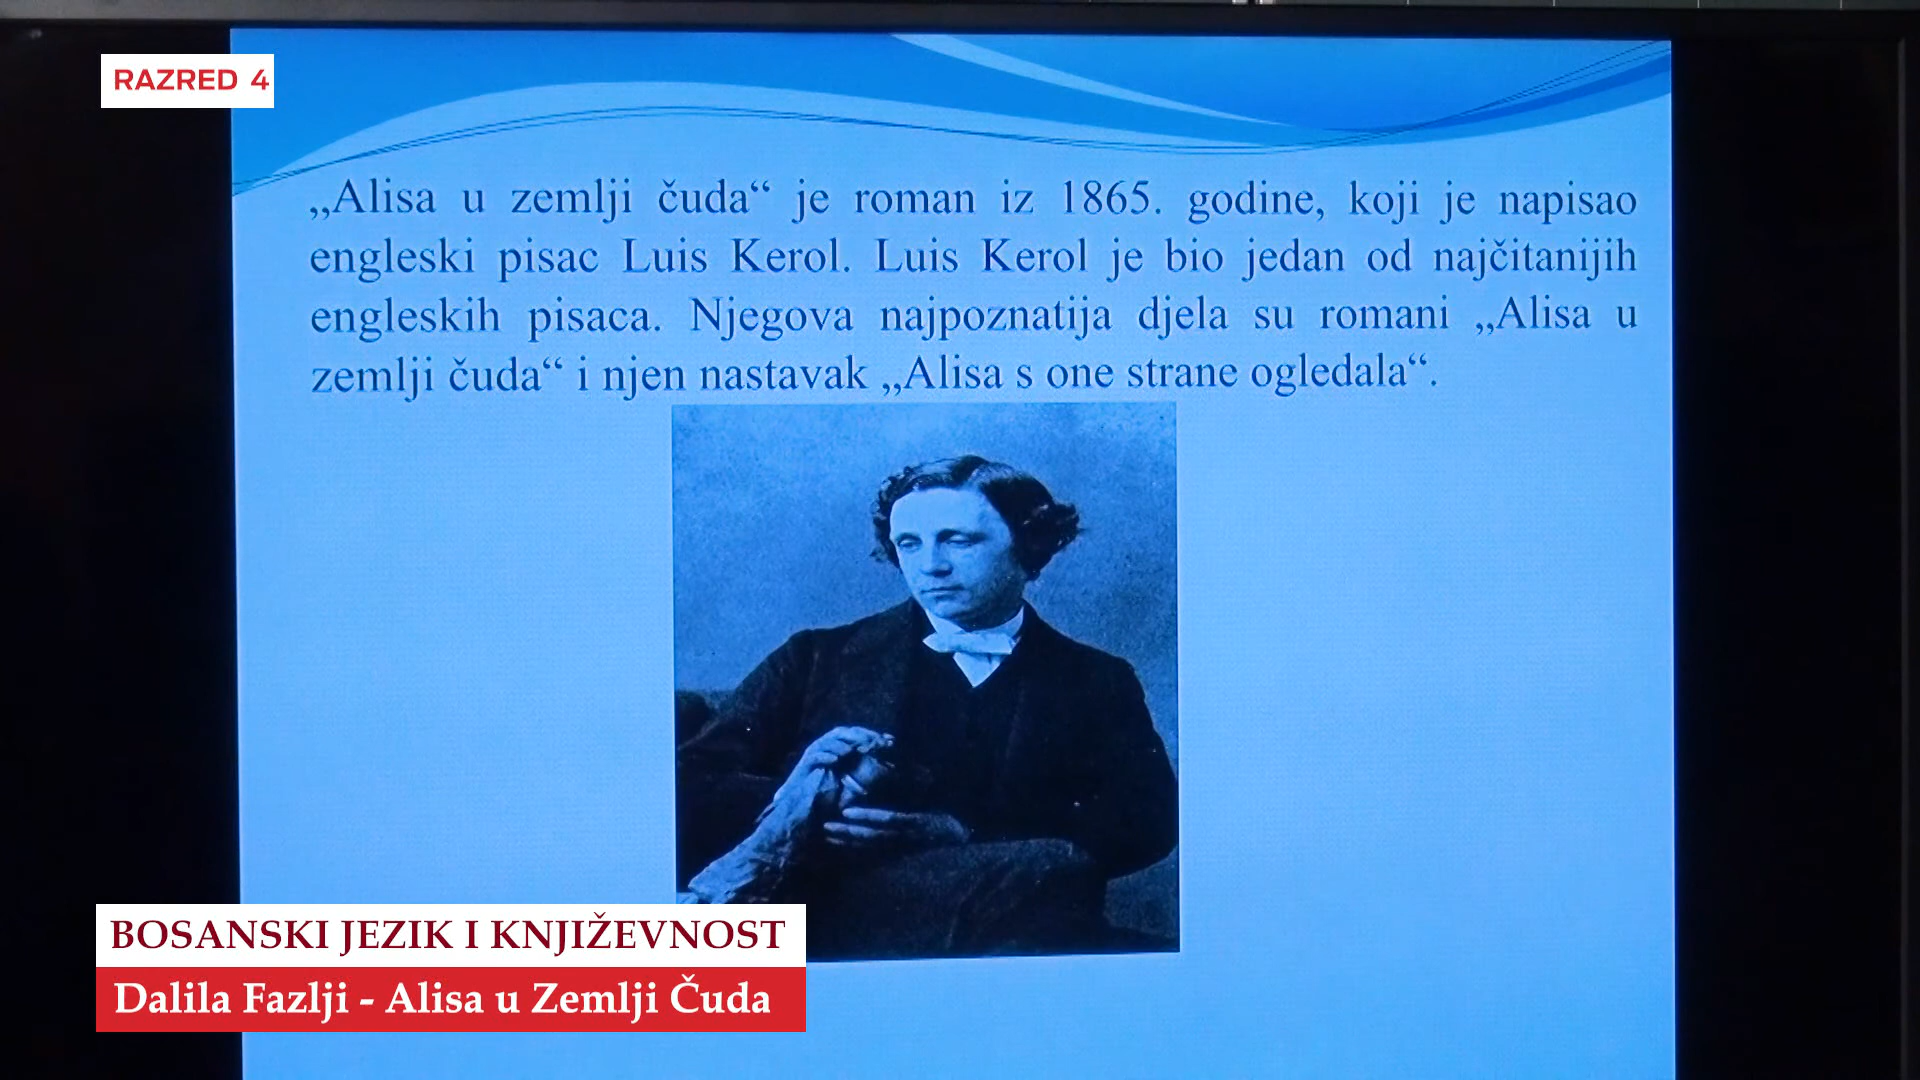 RAZRED 4
„Alisa u zemlji čuda“ je roman iz 1865. godine, koji je napisao
engleski pisac Luis Kerol. Luis Kerol je bio jedan od najčitanijih
engleskih pisaca. Njegova najpoznatija djela su romani „Alisa u
zemlji čuda“ i njen nastavak „Alisa s one strane ogledala“.
BOSANSKI JEZIK I KNJIŽEVNOST
Dalila Fazlji - Alisa u Zemlji Čuda